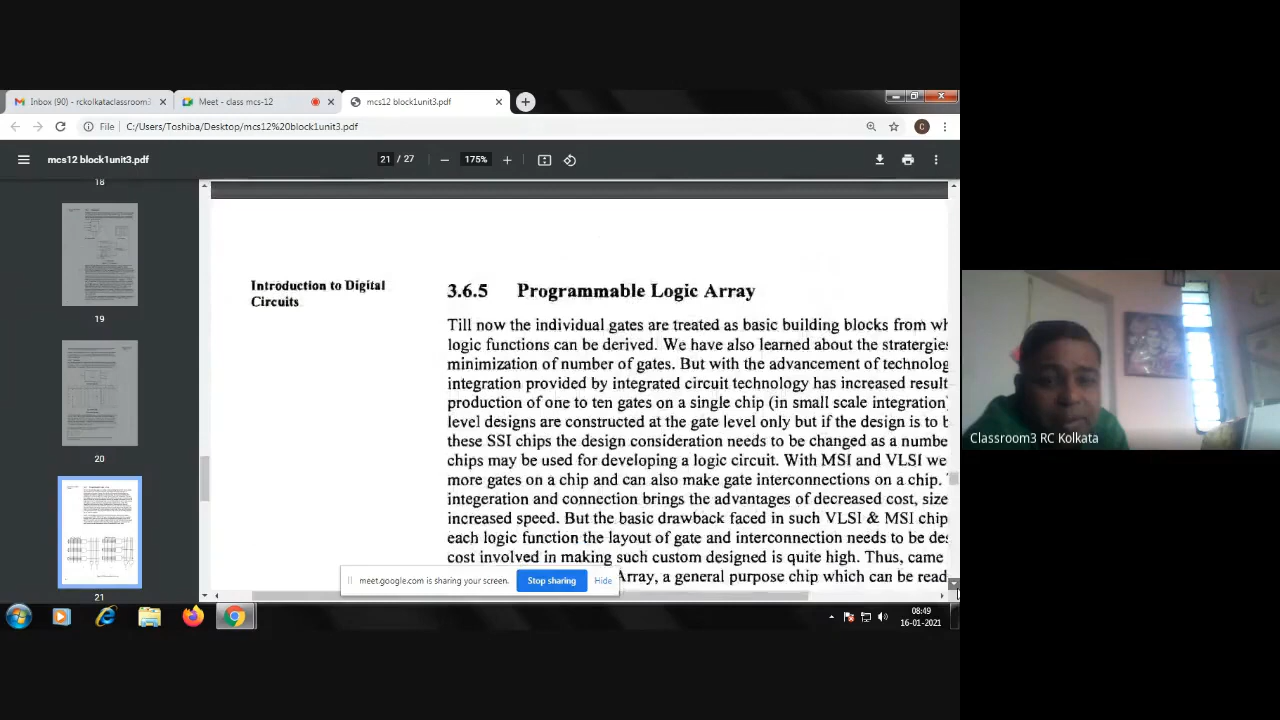 Inbox (90) - rckolkataclassroom3
Meet - class mcs-12
mcs12 block1unit3.pdf
File
C:/Users/Toshiba/Desktop/mcs12%20block1unit3.pdf
C
mcs12 block1unit3.pdf
21 / 27
175%
18
19
20
21
Introduction to Digital
Circuits
3.6.5 Programmable Logic Array
Till now the individual gates are treated as basic building blocks from wh
logic functions can be derived. We have also learned about the stratergies
minimization of number of gates. But with the advancement of technolog
integration provided by integrated circuit technology has increased result
production of one to ten gates on a single chip (in small scale integration)
level designs are constructed at the gate level only but if the design is to b
these SSI chips the design consideration needs to be changed as a numbe
chips may be used for developing a logic circuit. With MSI and VLSI we
more gates on a chip and can also make gate interconnections on a chip.
integeration and connection brings the advantages of decreased cost, size
increased speed. But the basic drawback faced in such VLSI & MSI chip
each logic function the layout of gate and interconnection needs to be des
cost involved in making such custom designed is quite high. Thus, came
Array, a general purpose chip which can be read
meet.google.com is sharing your screen.
Stop sharing
Hide
08:49
16-01-2021
Classroom3 RC Kolkata